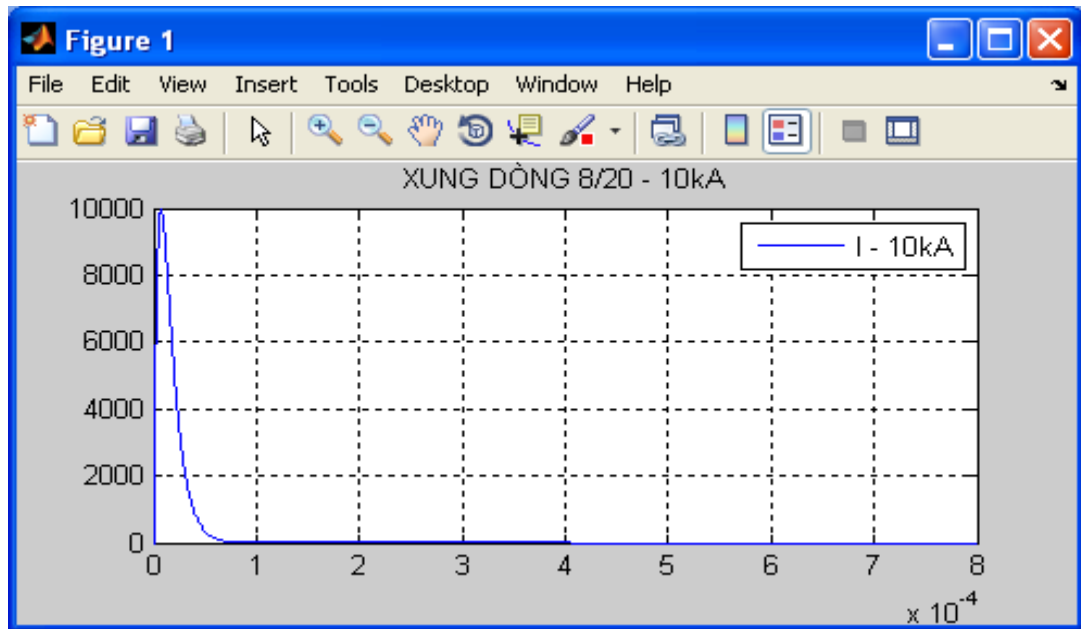 Figure 1
File Edit View Insert Tools Desktop Window Help
XUNG DÒNG 8/20 - 10kA
10000
8000
6000
4000
2000
0
I - 10kA
0 1 2 3 4 5 6 7 8
x 10-4